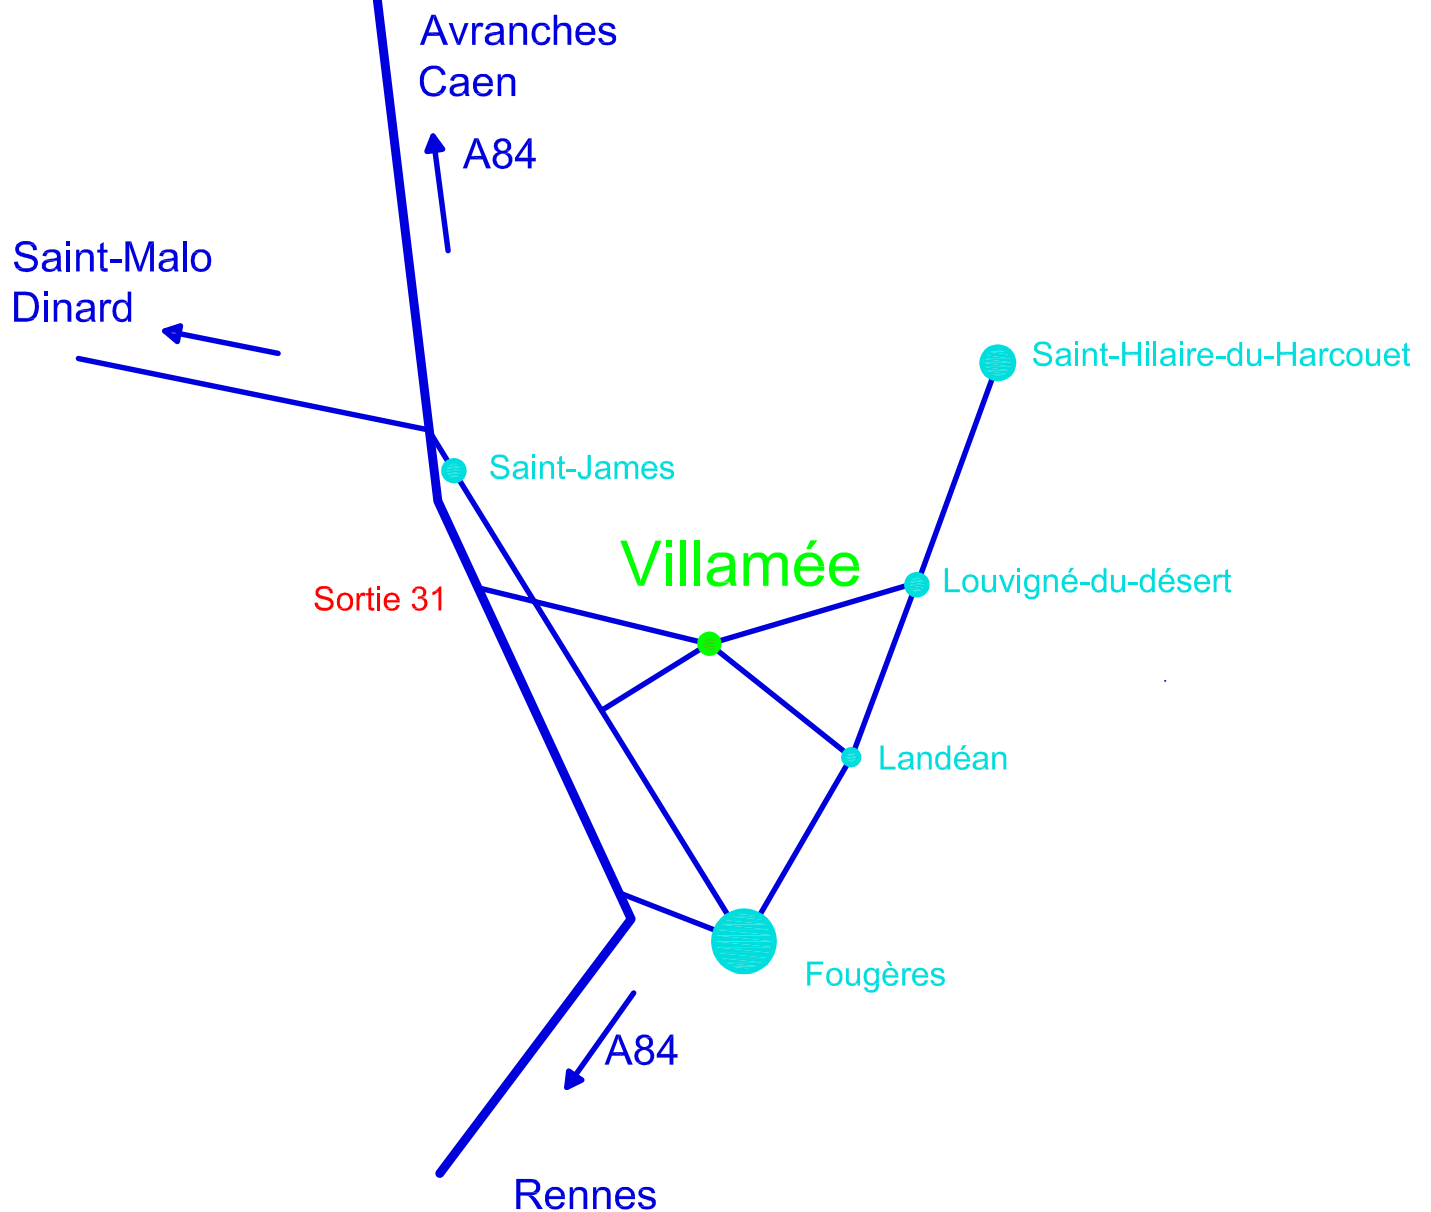 Avranches
Caen
A84
Saint-Malo
Dinard
Saint-Hilaire-du-Harcouet
Saint-James
Villamée
Louvigné-du-désert
Sortie 31
Landéan
Fougères
A84
Rennes